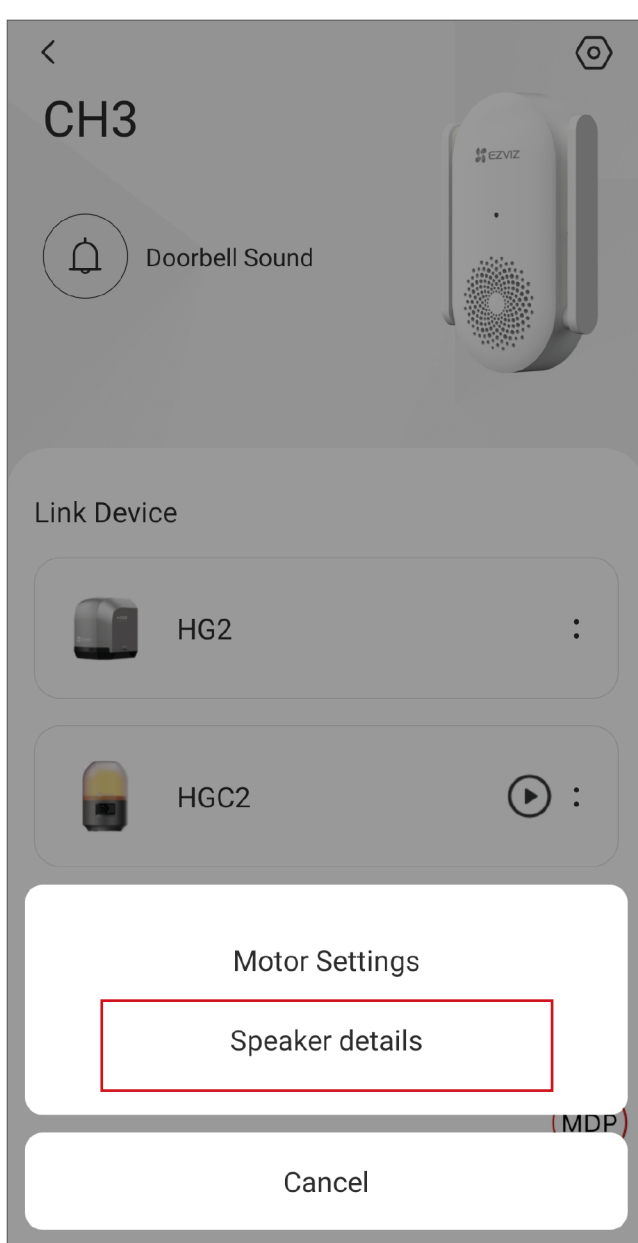 CH3
EZVIZ
Doorbell Sound
Link Device
HG2
HGC2
Motor Settings
Speaker details
(MDP)
Cancel